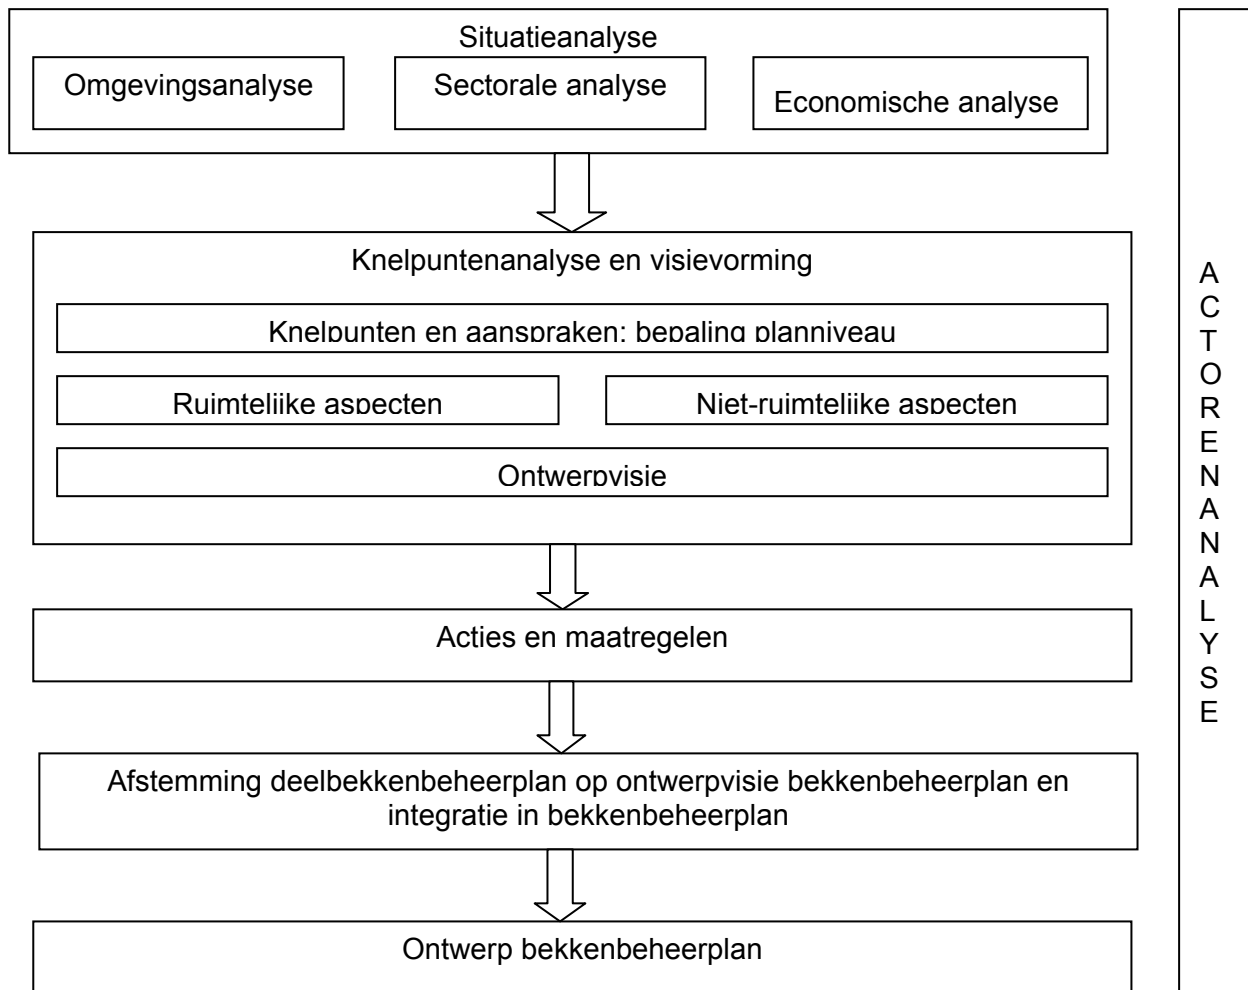 Situatieanalyse
Omgevingsanalyse
Sectorale analyse
Economische analyse
Knelpuntenanalyse en visievorming
Knelpunten en aanspraken: bepaling planniveau
Ruimtelijke aspecten
Niet-ruimtelijke aspecten
Ontwerpvisie
Acties en maatregelen
Afstemming deelbekkenbeheerplan op ontwerpvisie bekkenbeheerplan en
integratie in bekkenbeheerplan
Ontwerp bekkenbeheerplan
A
C
T
O
R
E
N
A
N
A
L
Y
S
E